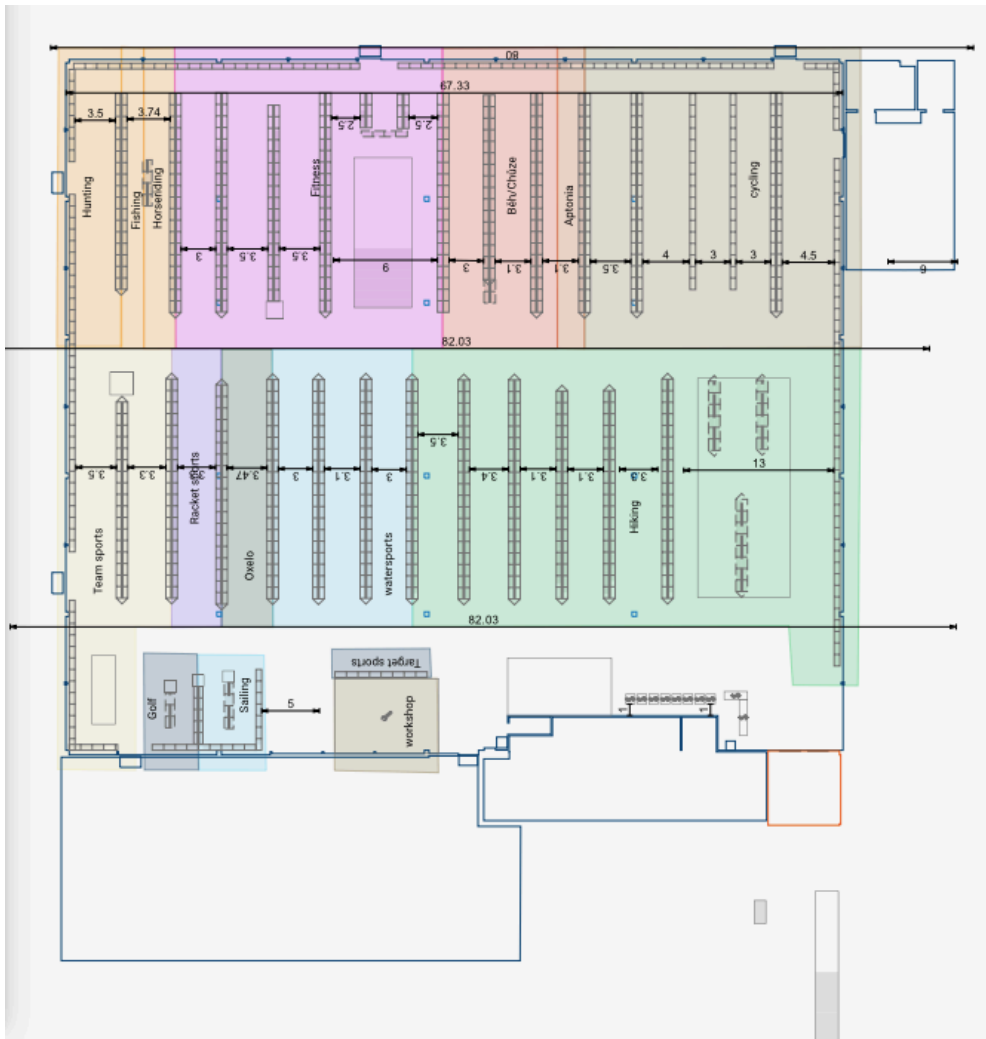 80
67.33
3.5
3.74
2.5
2.5
Hunting
Fishing
Horseriding
Fitness
Běh/Chůze
Aptonia
cycling
3
3.5
3.5
9
3
3.1
3.1
3.5
4
3
3
4.5
6
82.03
3.5
3.5
3.3
3
3.47
3
3.1
3
3.4
3.1
3.1
13
Team sports
Racket sports
Oxelo
watersports
Hiking
82.03
Target sports
Golf
Sailing
5
workshop
1
1